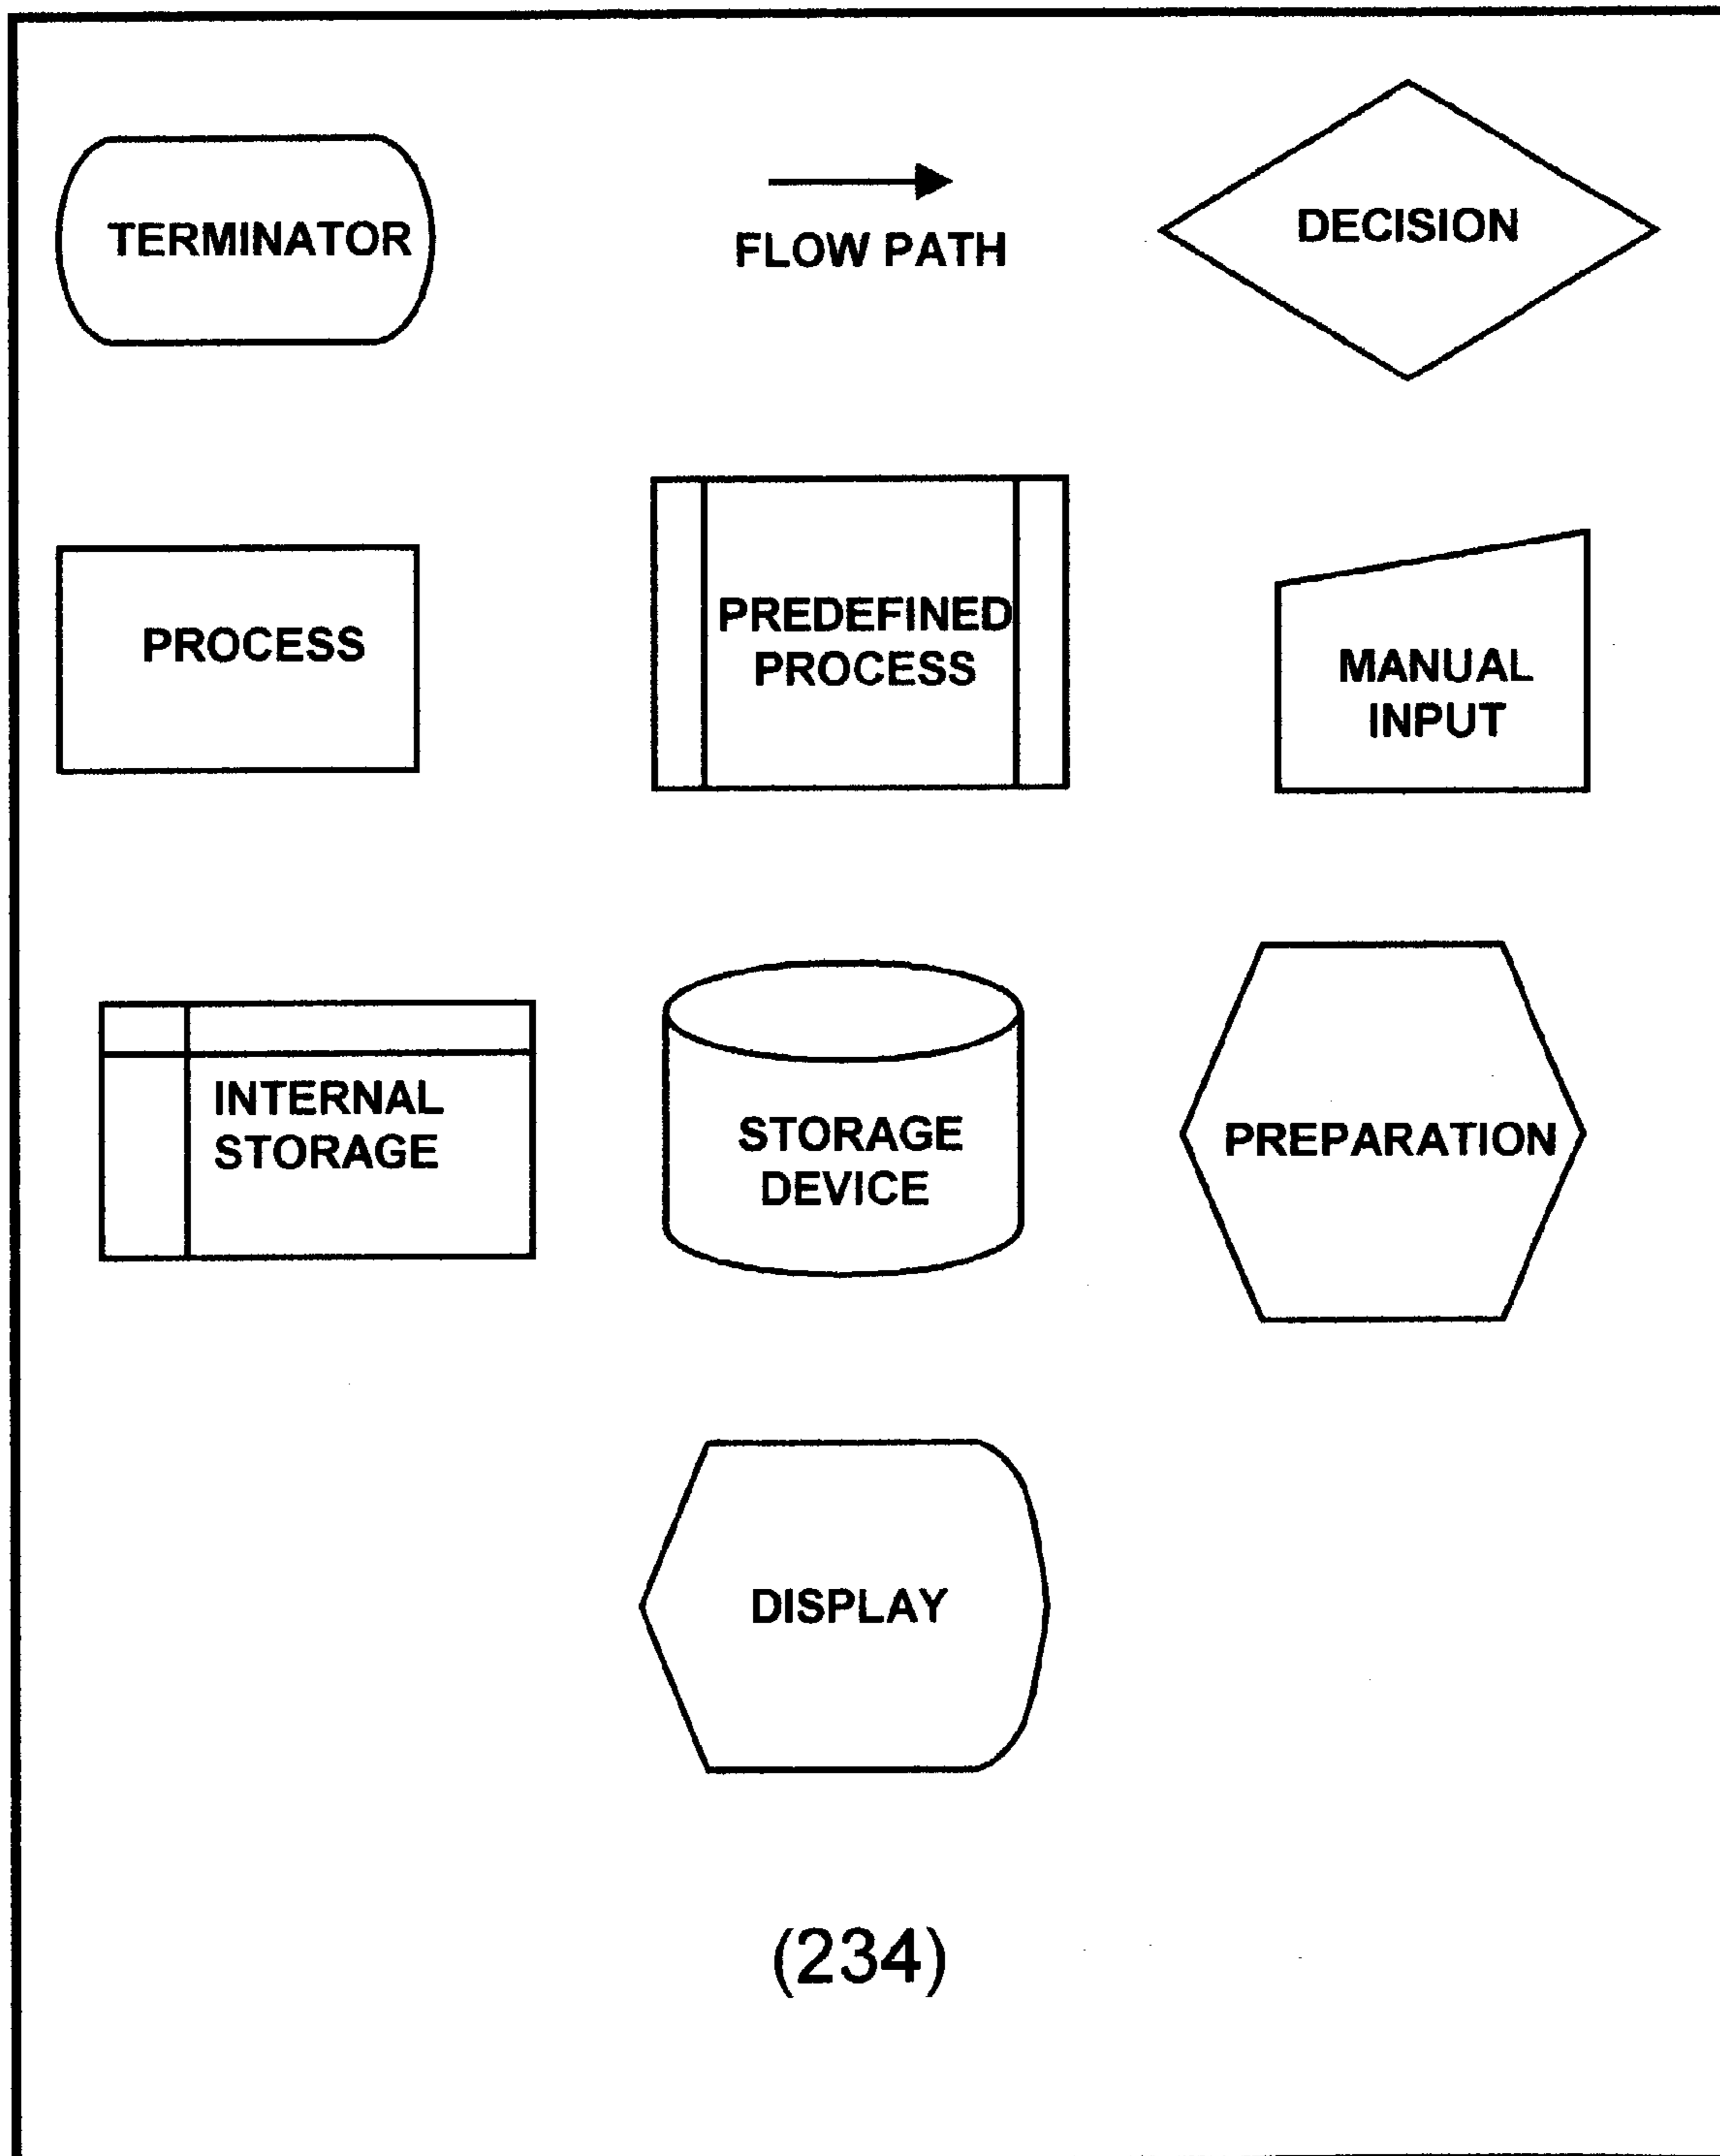 TERMINATOR
FLOW PATH
DECISION
PROCESS
PREDEFINED
PROCESS
MANUAL
INPUT
INTERNAL
STORAGE
STORAGE
DEVICE
PREPARATION
DISPLAY
(234)